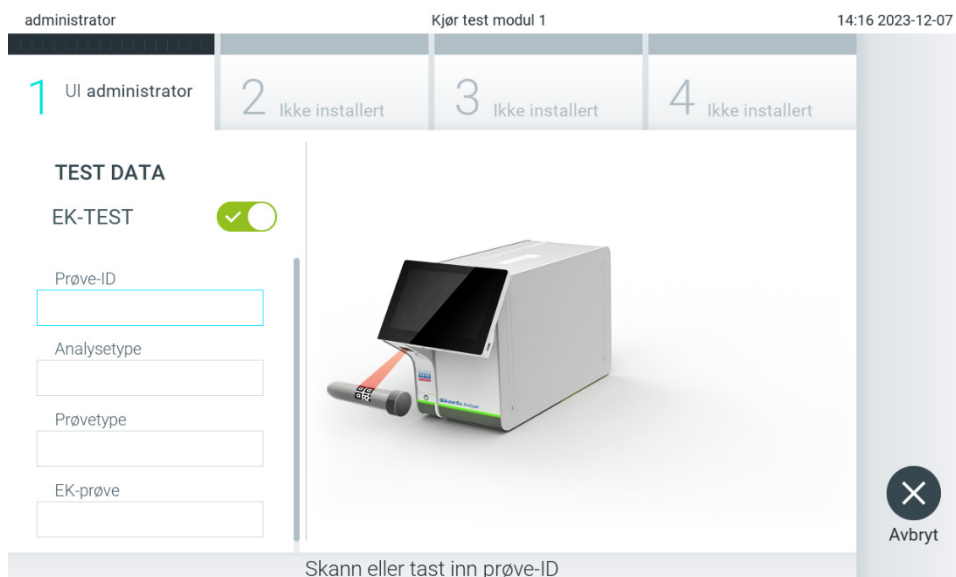 administrator
Kjør test modul 1
14:16 2023-12-07
1 UI administrator
2 Ikke installert
3 Ikke installert
4 Ikke installert
TEST DATA
EK-TEST
Prøve-ID
Analysetype
Prøvetype
EK-prøve
Avbryt
Skann eller tast inn prøve-ID